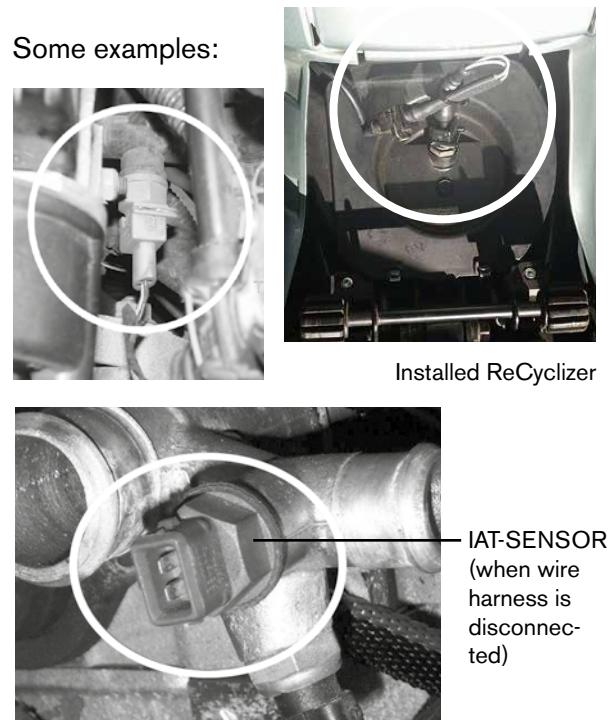 Some examples:
Installed ReCyclizer
IAT-SENSOR
(when wire
harness is
disconnec-
ted)